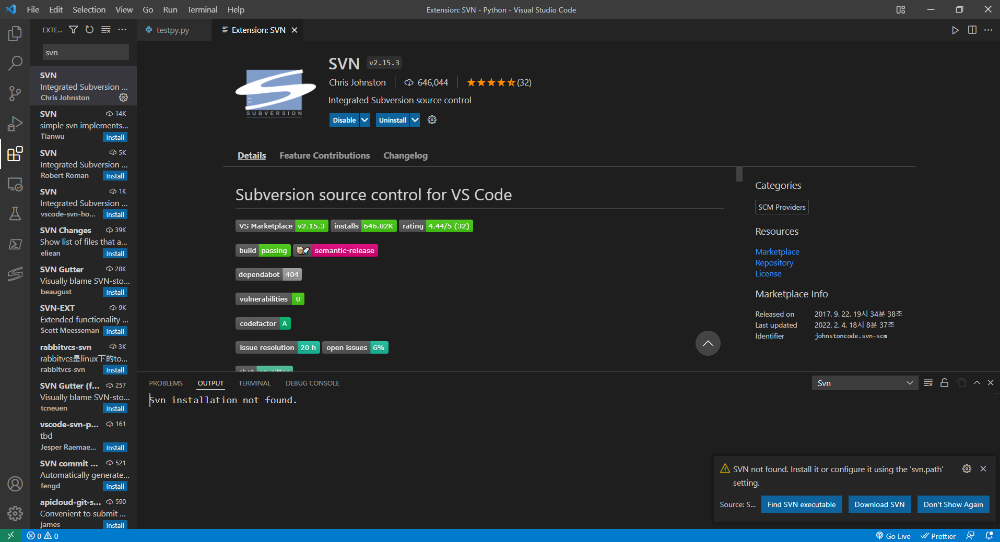 File Edit Selection View Go Run Terminal Help
Extension: SVN - Python - Visual Studio Code
EXTE...
testpy.py
Extension: SVN
svn
SVN
Integrated Subversion ...
Chris Johnston
SVN 14K
simple svn implements...
Tianwu Install
SVN 5K
Integrated Subversion ...
Robert Roman Install
SVN 1K
Integrated Subversion ...
vscode-svn-ho... Install
SVN Changes 39K
Show list of files that a...
eliean Install
SVN Gutter 28K
Visually blame SVN-sto...
beaugust Install
SVN-EXT 9K
Extended functionality ...
Scott Meesseman Install
rabbitvcs-svn 3K
rabbitvcs是linux下的to...
rabbitvcs-svn Install
SVN Gutter (f... 257
Visually blame SVN-sto...
tcneuen Install
vscode-svn-p... 161
tbd
Jesper Raemae... Install
SVN commit ... 521
Automatically generate...
fengd Install
apicloud-git-s... 590
Convenient to submit ...
james Install
SUBVERSION
SVN v2.15.3
Chris Johnston 646,044 (32)
Integrated Subversion source control
Disable Uninstall
Details Feature Contributions Changelog
Subversion source control for VS Code
VS Marketplace v2.15.3 installs 646.02K rating 4.44/5 (32)
build passing semantic-release
dependabot 404
vulnerabilities 0
codefactor A
issue resolution 20 h open issues 6%
Categories
SCM Providers
Resources
Marketplace
Repository
License
Marketplace Info
Released on 2017. 9. 22. 19시 34분 38초
Last updated 2022. 2. 4. 18시 8분 37초
Identifier johnstoncode.svn-scm
PROBLEMS OUTPUT TERMINAL DEBUG CONSOLE
Svn
Svn installation not found.
SVN not found. Install it or configure it using the 'svn.path'
setting.
Source: S... Find SVN executable Download SVN Don't Show Again
0 0
Go Live Prettier